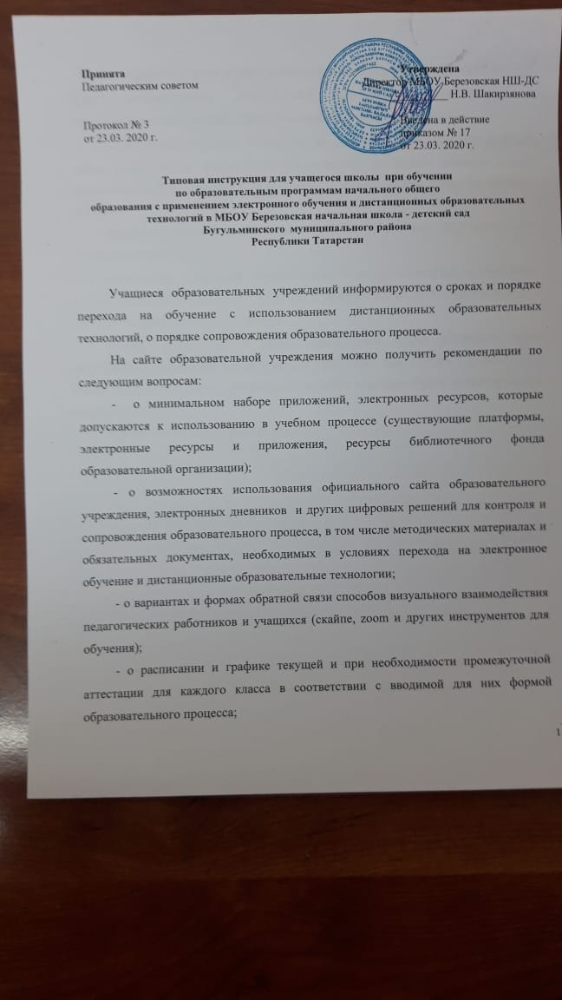 Принята
Педагогическим советом
Протокол № 3
от 23.03. 2020 г.
Утверждена
Директор МБОУ Березовская НШ-ДС
Н.В. Шакирзянова
Введена в действие
приказом № 17
от 23.03. 2020 г.
Типовая инструкция для учащегося школы при обучении
по образовательным программам начального общего
образования с применением электронного обучения и дистанционных образовательных
технологий в МБОУ Березовская начальная школа - детский сад
Бугульминского муниципального района
Республики Татарстан
Учащиеся образовательных учреждений информируются о сроках и порядке
перехода на обучение с использованием дистанционных образовательных
технологий, о порядке сопровождения образовательного процесса.
На сайте образовательной учреждения можно получить рекомендации по
следующим вопросам:
- о минимальном наборе приложений, электронных ресурсов, которые
допускаются к использованию в учебном процессе (существующие платформы,
электронные ресурсы и приложения, ресурсы библиотечного фонда
образовательной организации);
- о возможностях использования официального сайта образовательного
учреждения, электронных дневников и других цифровых решений для контроля и
сопровождения образовательного процесса, в том числе методических материалах и
обязательных документах, необходимых в условиях перехода на электронное
обучение и дистанционные образовательные технологии;
- о вариантах и формах обратной связи способов визуального взаимодействия
педагогических работников и учащихся (скайпе, zoom и других инструментов для
обучения);
- о расписании и графике текущей и при необходимости промежуточной
аттестации для каждого класса в соответствии с вводимой для них формой
образовательного процесса;
1